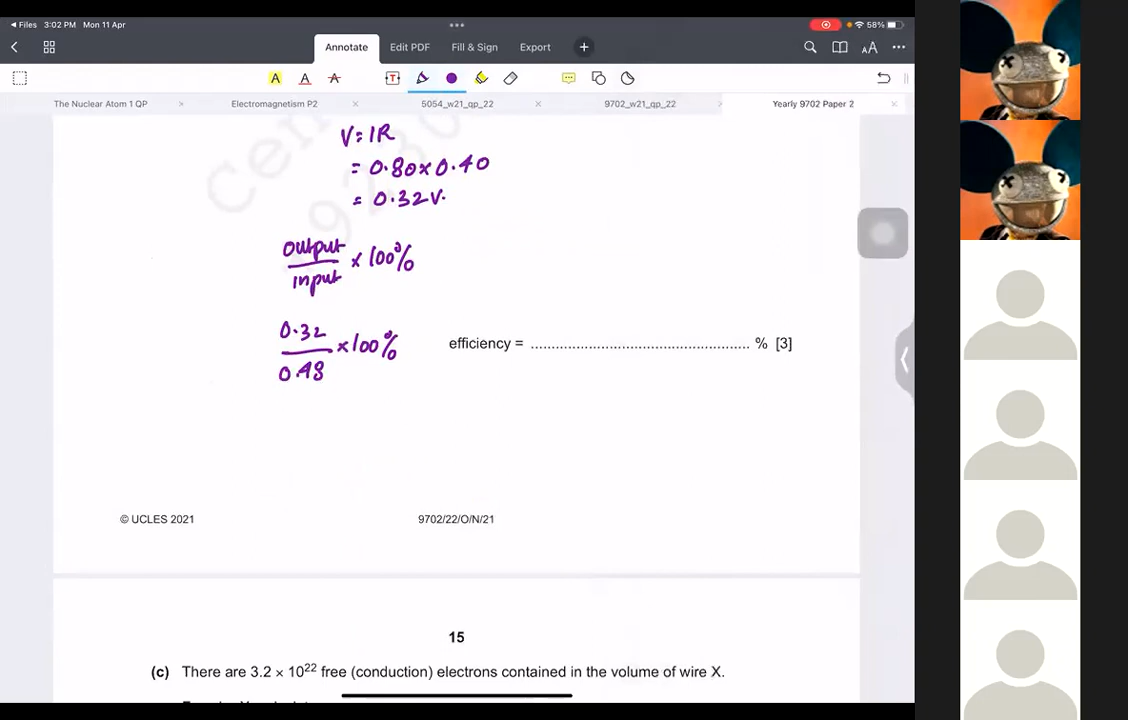 Files 3:02 PM Mon 11 Apr 58%
Annotate Edit PDF Fill & Sign Export
The Nuclear Atom 1 QP Electromagnetism P2 5054_w21_qp_22 9702_w21_qp_22 Yearly 9702 Paper 2
V = IR
= 0.80 × 0.40
= 0.32 V.
output
input × 100%
0.32
0.48 × 100%
efficiency = .................................................... % [3]
© UCLES 2021 9702/22/O/N/21
15
(c) There are 3.2 × 10²² free (conduction) electrons contained in the volume of wire X.